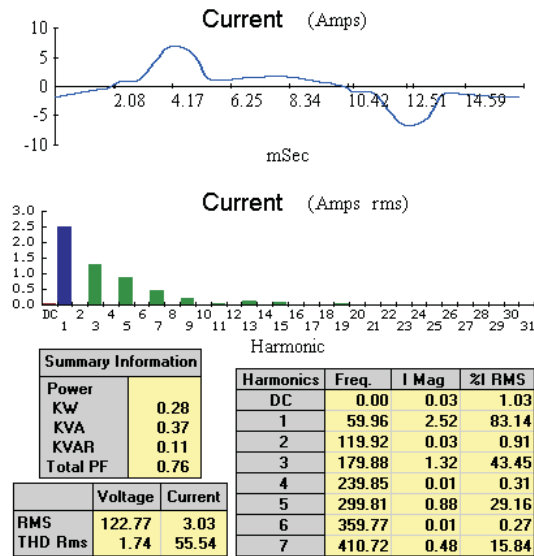 Current (Amps)
10
5
0
-5
-10
2.08 4.17 6.25 8.34 10.42 12.51 14.59
mSec
Current (Amps rms)
3.0
2.5
2.0
1.5
1.0
0.5
0.0
DC 2 4 6 8 10 12 14 16 18 20 22 24 26 28 30
1 3 5 7 9 11 13 15 17 19 21 23 25 27 29 31
Harmonic
Summary Information
Power
KW 0.28
KVA 0.37
KVAR 0.11
Total PF 0.76
Voltage Current
RMS 122.77 3.03
THD Rms 1.74 55.54
Harmonics Freq. I Mag %I RMS
DC 0.00 0.03 1.03
1 59.96 2.52 83.14
2 119.92 0.03 0.91
3 179.88 1.32 43.45
4 239.85 0.01 0.31
5 299.81 0.88 29.16
6 359.77 0.01 0.27
7 410.72 0.48 15.84